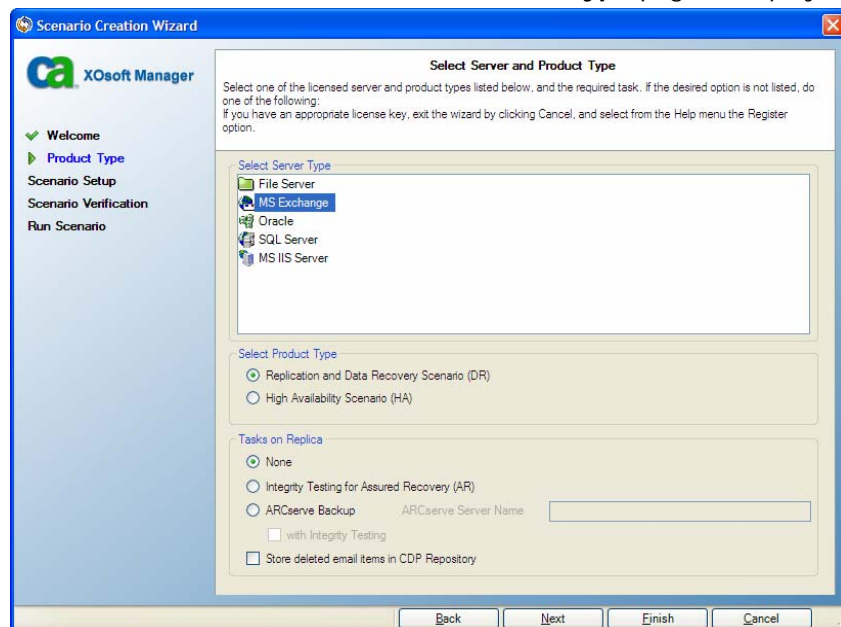 Scenario Creation Wizard
ca
XOsoft Manager
Welcome
Product Type
Scenario Setup
Scenario Verification
Run Scenario
Select Server and Product Type
Select one of the licensed server and product types listed below, and the required task. If the desired option is not listed, do
one of the following:
If you have an appropriate license key, exit the wizard by clicking Cancel, and select from the Help menu the Register
option.
Select Server Type
File Server
MS Exchange
Oracle
SQL Server
MS IIS Server
Select Product Type
Replication and Data Recovery Scenario (DR)
High Availability Scenario (HA)
Tasks on Replica
None
Integrity Testing for Assured Recovery (AR)
ARCserve Backup ARCserve Server Name
with Integrity Testing
Store deleted email items in CDP Repository
Back Next Finish Cancel